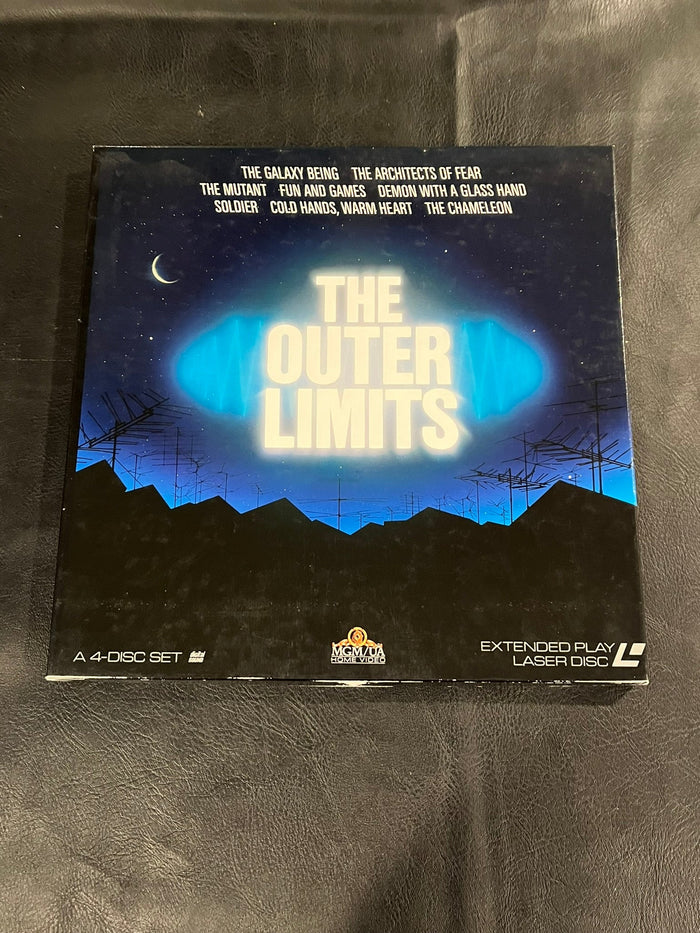 THE GALAXY BEING THE ARCHITECTS OF FEAR
THE MUTANT FUN AND GAMES DEMON WITH A GLASS HAND
SOLDIER COLD HANDS, WARM HEART THE CHAMELEON
THE
OUTER
LIMITS
A 4-DISC SET
MGM/UA
HOME VIDEO
EXTENDED PLAY
LASER DISC